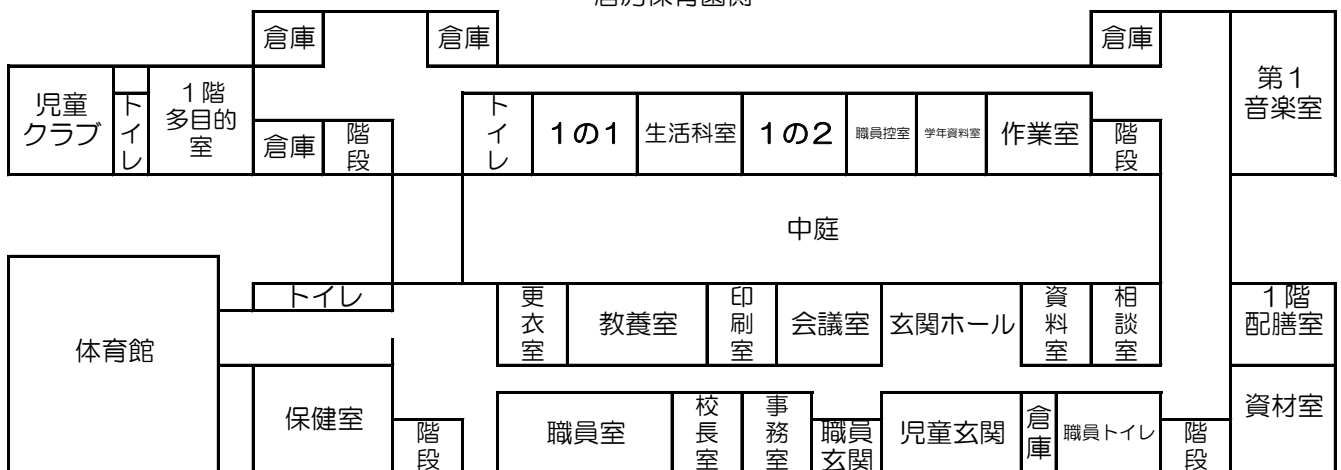 倉庫
倉庫
倉庫
児童
クラブ
トイレ
1階
多目的
室
倉庫
階段
トイレ
1の1
生活科室
1の2
職員控室
学年資料室
作業室
階段
第1
音楽室
中庭
トイレ
更衣室
教養室
印刷室
会議室
玄関ホール
資料室
相談室
1階
配膳室
体育館
保健室
階段
職員室
校長室
事務室
職員
玄関
児童玄関
倉庫
職員トイレ
階段
資材室